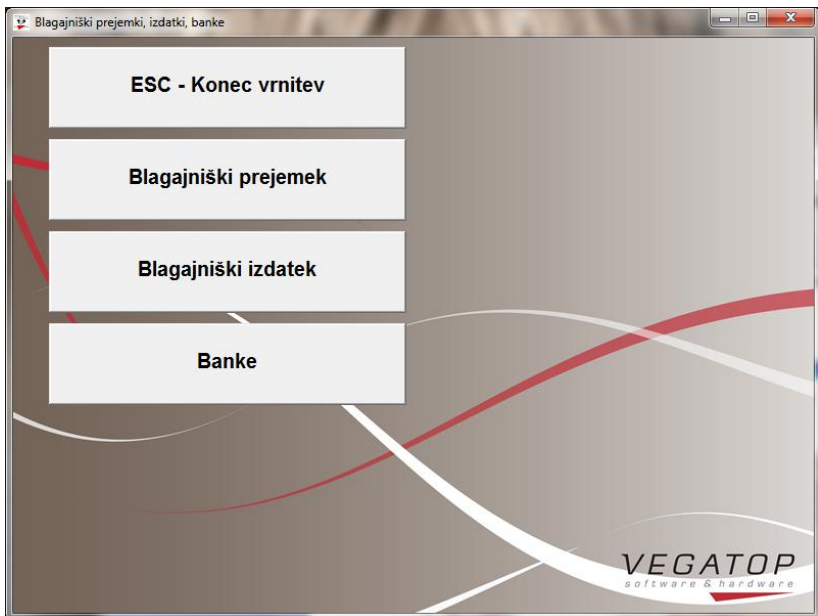 Blagajniški prejemki, izdatki, banke
ESC - Konec vrnitev
Blagajniški prejemek
Blagajniški izdatek
Banke
VEGATOP
software & hardware